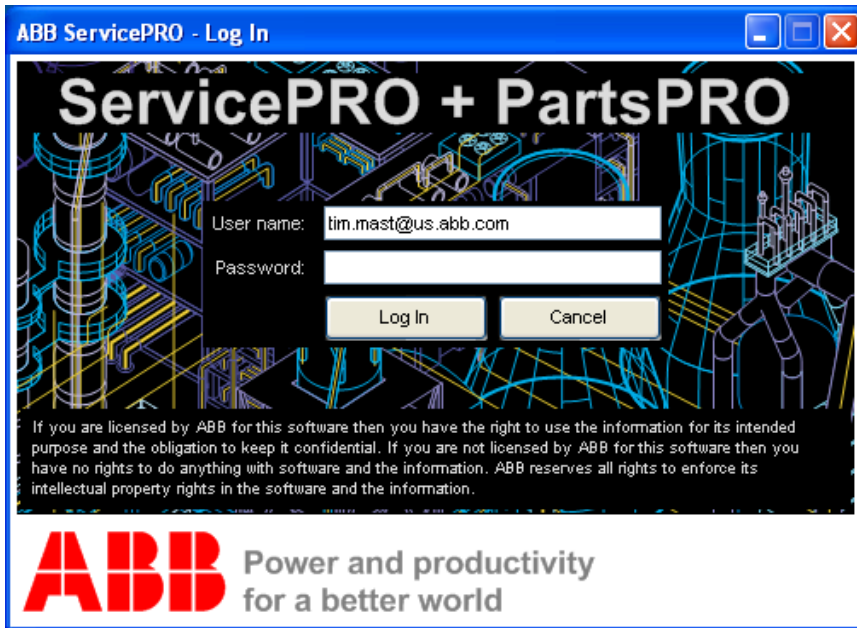 ABB ServicePRO - Log In
ServicePRO + PartsPRO
User name: tim.mast@us.abb.com
Password:
Log In Cancel
If you are licensed by ABB for this software then you have the right to use the information for its intended
purpose and the obligation to keep it confidential. If you are not licensed by ABB for this software then you
have no rights to do anything with software and the information. ABB reserves all rights to enforce its
intellectual property rights in the software and the information.
ABB Power and productivity
for a better world